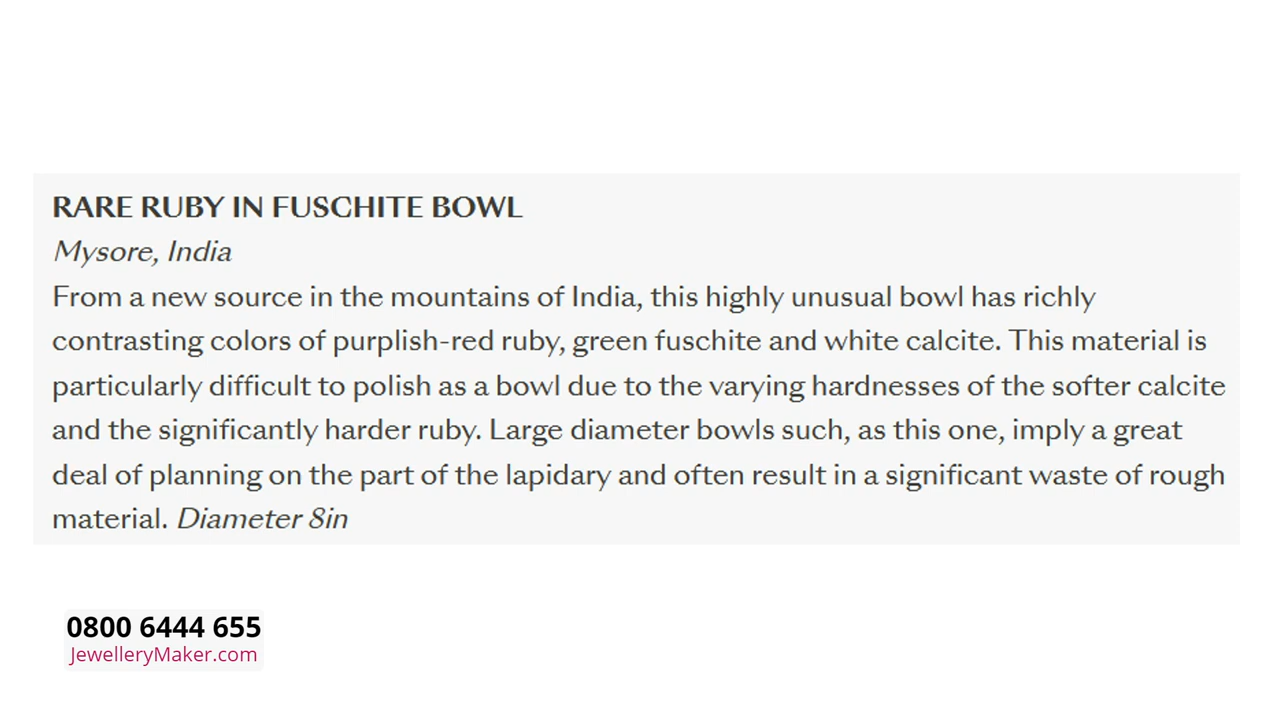 RARE RUBY IN FUSCHITE BOWL
Mysore, India
From a new source in the mountains of India, this highly unusual bowl has richly
contrasting colors of purplish-red ruby, green fuschite and white calcite. This material is
particularly difficult to polish as a bowl due to the varying hardnesses of the softer calcite
and the significantly harder ruby. Large diameter bowls such, as this one, imply a great
deal of planning on the part of the lapidary and often result in a significant waste of rough
material. Diameter 8in
0800 6444 655
JewelleryMaker.com